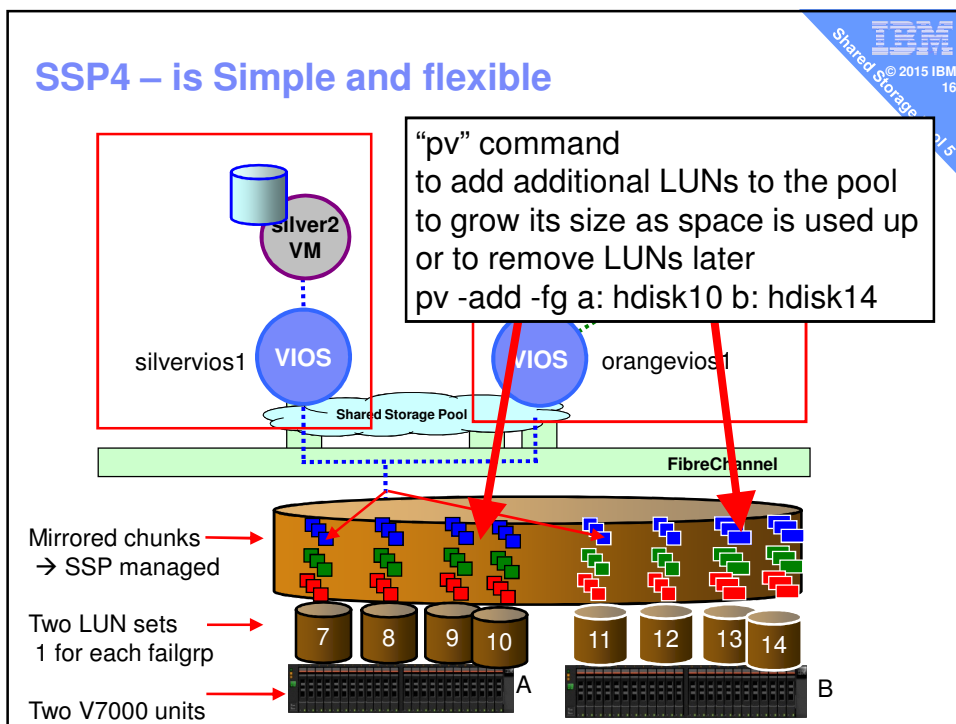 SSP4 – is Simple and flexible
IBM
© 2015 IBM
16
"pv" command
to add additional LUNs to the pool
to grow its size as space is used up
or to remove LUNs later
pv -add -fg a: hdisk10 b: hdisk14
silver2
VM
silvervios1
VIOS
VIOS
orangevios1
Shared Storage Pool
FibreChannel
Mirrored chunks
→ SSP managed
Two LUN sets
1 for each failgrp
7
8
9
10
11
12
13
14
A
B
Two V7000 units
Shared Storage
ol 5